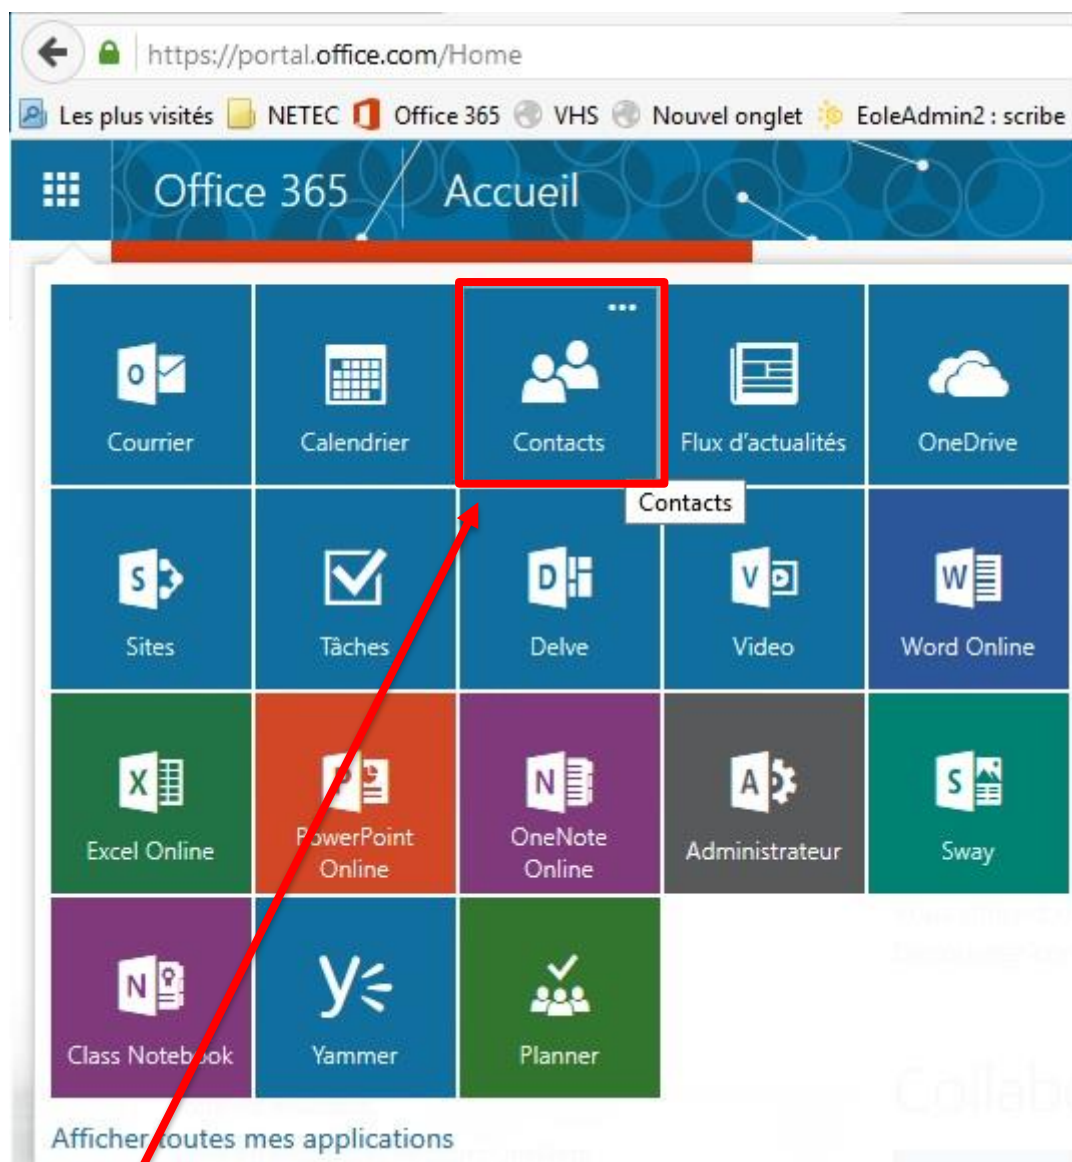 https://portal.office.com/Home
Les plus visités NETEC Office 365 VHS Nouvel onglet EoleAdmin2 : scribe
Office 365 Accueil
Courrier Calendrier Contacts Flux d'actualités OneDrive
Contacts
Sites Tâches Delve Video Word Online
Excel Online PowerPoint Online OneNote Online Administrateur Sway
Class Notebook Yammer Planner
Collabo
Afficher toutes mes applications